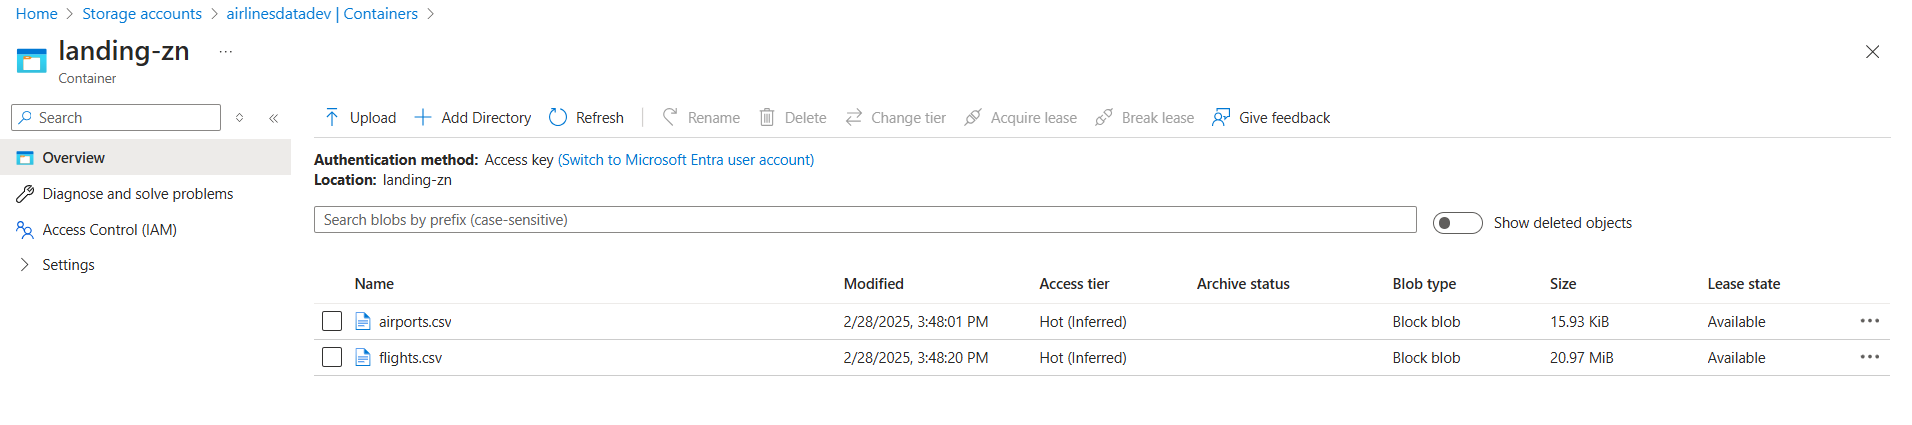 Home > Storage accounts > airlinesdatadev | Containers >
landing-zn ...
Container
Search
Overview
Diagnose and solve problems
Access Control (IAM)
Settings
Upload Add Directory Refresh Rename Delete Change tier Acquire lease Break lease Give feedback
Authentication method: Access key (Switch to Microsoft Entra user account)
Location: landing-zn
Search blobs by prefix (case-sensitive) Show deleted objects
Name Modified Access tier Archive status Blob type Size Lease state
airports.csv 2/28/2025, 3:48:01 PM Hot (Inferred) Block blob 15.93 KiB Available
flights.csv 2/28/2025, 3:48:20 PM Hot (Inferred) Block blob 20.97 MiB Available